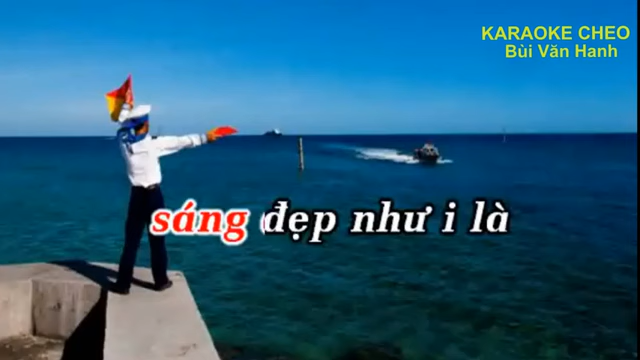 KARAOKE CHEO
Bùi Văn Hanh
sáng đẹp như i là